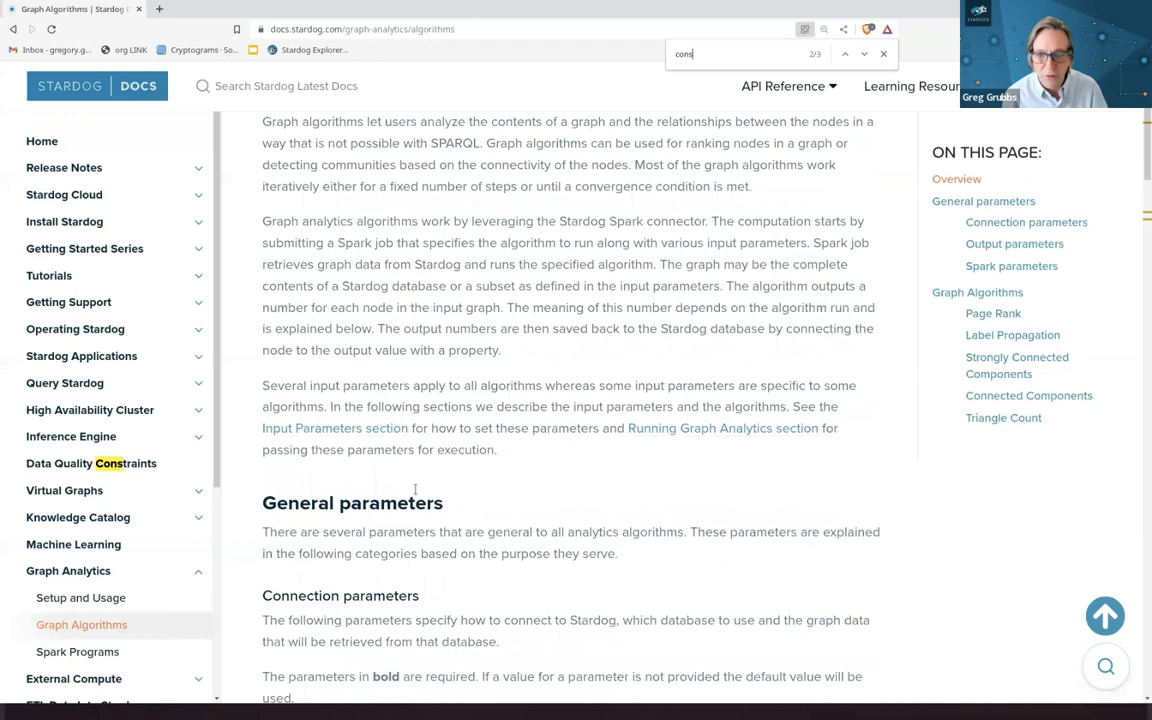 Graph Algorithms | Stardog D
docs.stardog.com/graph-analytics/algorithms
Inbox - gregory.g...
org LINK
Cryptograms - So...
Stardog Explorer...
cons
2/3
STARDOG
Greg Grubbs
STARDOG | DOCS
Search Stardog Latest Docs
API Reference
Learning Resour
Home
Release Notes
Stardog Cloud
Install Stardog
Getting Started Series
Tutorials
Getting Support
Operating Stardog
Stardog Applications
Query Stardog
High Availability Cluster
Inference Engine
Data Quality Constraints
Virtual Graphs
Knowledge Catalog
Machine Learning
Graph Analytics
Setup and Usage
Graph Algorithms
Spark Programs
External Compute
Graph algorithms let users analyze the contents of a graph and the relationships between the nodes in a
way that is not possible with SPARQL. Graph algorithms can be used for ranking nodes in a graph or
detecting communities based on the connectivity of the nodes. Most of the graph algorithms work
iteratively either for a fixed number of steps or until a convergence condition is met.
Graph analytics algorithms work by leveraging the Stardog Spark connector. The computation starts by
submitting a Spark job that specifies the algorithm to run along with various input parameters. Spark job
retrieves graph data from Stardog and runs the specified algorithm. The graph may be the complete
contents of a Stardog database or a subset as defined in the input parameters. The algorithm outputs a
number for each node in the input graph. The meaning of this number depends on the algorithm run and
is explained below. The output numbers are then saved back to the Stardog database by connecting the
node to the output value with a property.
Several input parameters apply to all algorithms whereas some input parameters are specific to some
algorithms. In the following sections we describe the input parameters and the algorithms. See the
Input Parameters section for how to set these parameters and Running Graph Analytics section for
passing these parameters for execution.
General parameters
There are several parameters that are general to all analytics algorithms. These parameters are explained
in the following categories based on the purpose they serve.
Connection parameters
The following parameters specify how to connect to Stardog, which database to use and the graph data
that will be retrieved from that database.
The parameters in bold are required. If a value for a parameter is not provided the default value will be
used.
ON THIS PAGE:
Overview
General parameters
Connection parameters
Output parameters
Spark parameters
Graph Algorithms
Page Rank
Label Propagation
Strongly Connected
Components
Connected Components
Triangle Count